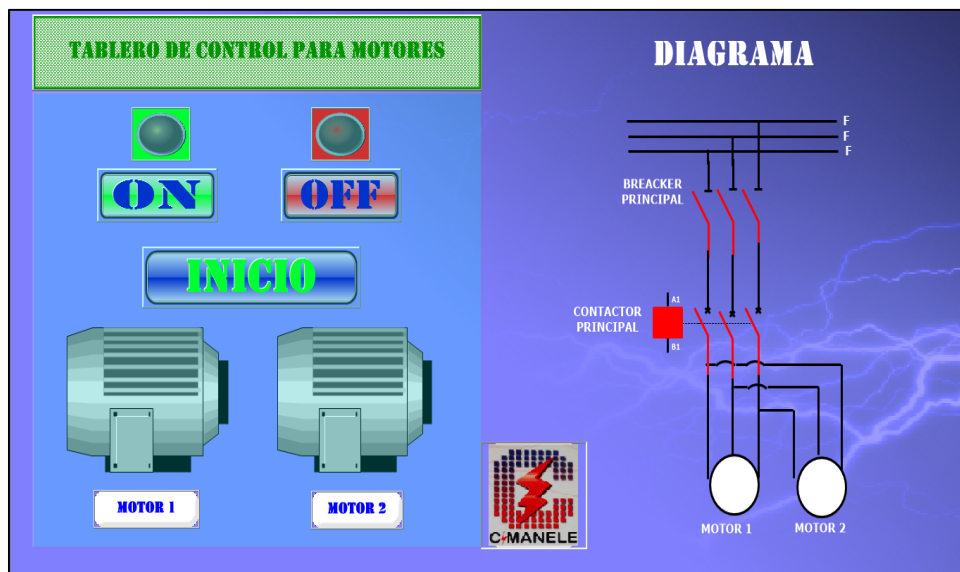 TABLERO DE CONTROL PARA MOTORES
ON
OFF
INICIO
MOTOR 1
MOTOR 2
C MANELE
DIAGRAMA
F
F
F
BREACKER
PRINCIPAL
A1
CONTACTOR
PRINCIPAL
B1
MOTOR 1
MOTOR 2